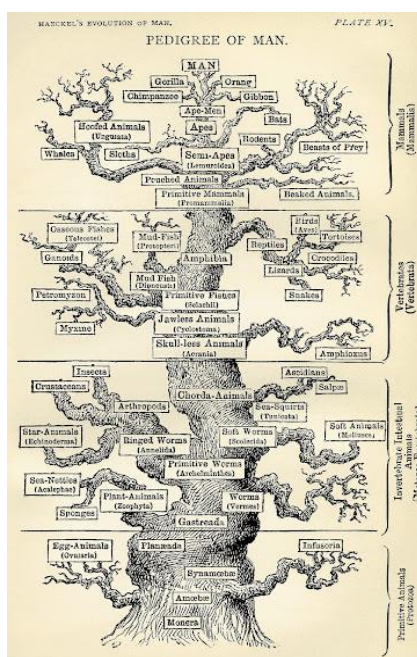 HAECKEL'S EVOLUTION OF MAN.
PLATE XV.
PEDIGREE OF MAN.
MAN
Gorilla
Orang
Chimpanzee
Gibbon
Ape-Men
Apes
Bats
Hoofed Animals
(Ungulata)
Rodents
Whales
Sloths
Semi-Apes
(Lemuroidea)
Beasts of Prey
Pouched Animals
Primitive Mammals
(Promammalia)
Beaked Animals.
Mammals
(Mammalia)
Osseous Fishes
(Teleostei)
Mud-Fish
(Protopteri)
Birds
(Aves)
Tortoises
Reptiles
Ganoids
Amphibia
Crocodiles
Lizards
Mud Fish
(Dipneusta)
Petromyzon
Primitive Fishes
(Selachii)
Snakes
Jawless Animals
(Cyclostoma)
Myxine
Skull-less Animals
(Acrania)
Amphioxus
Vertebrates
(Vertebrata)
Insects
Ascidians
Crustaceans
Chorda-Animals
Salpæ
Arthropods
Sea-Squirts
(Tunicata)
Star-Animals
(Echinoderma)
Ringed Worms
(Annelida)
Soft Worms
(Scolecida)
Soft Animals
(Mollusca)
Primitive Worms
(Archelminthes)
Sea-Nettles
(Acalephae)
Plant-Animals
(Zoophyta)
Worms
(Vermes)
Sponges
Gastreada
Invertebrate Intestinal
Animals
Egg-Animals
(Ovularia)
Planæada
Infusoria
Synamœbæ
Amœbæ
Monera
Primitive Animals
(Protozoa)